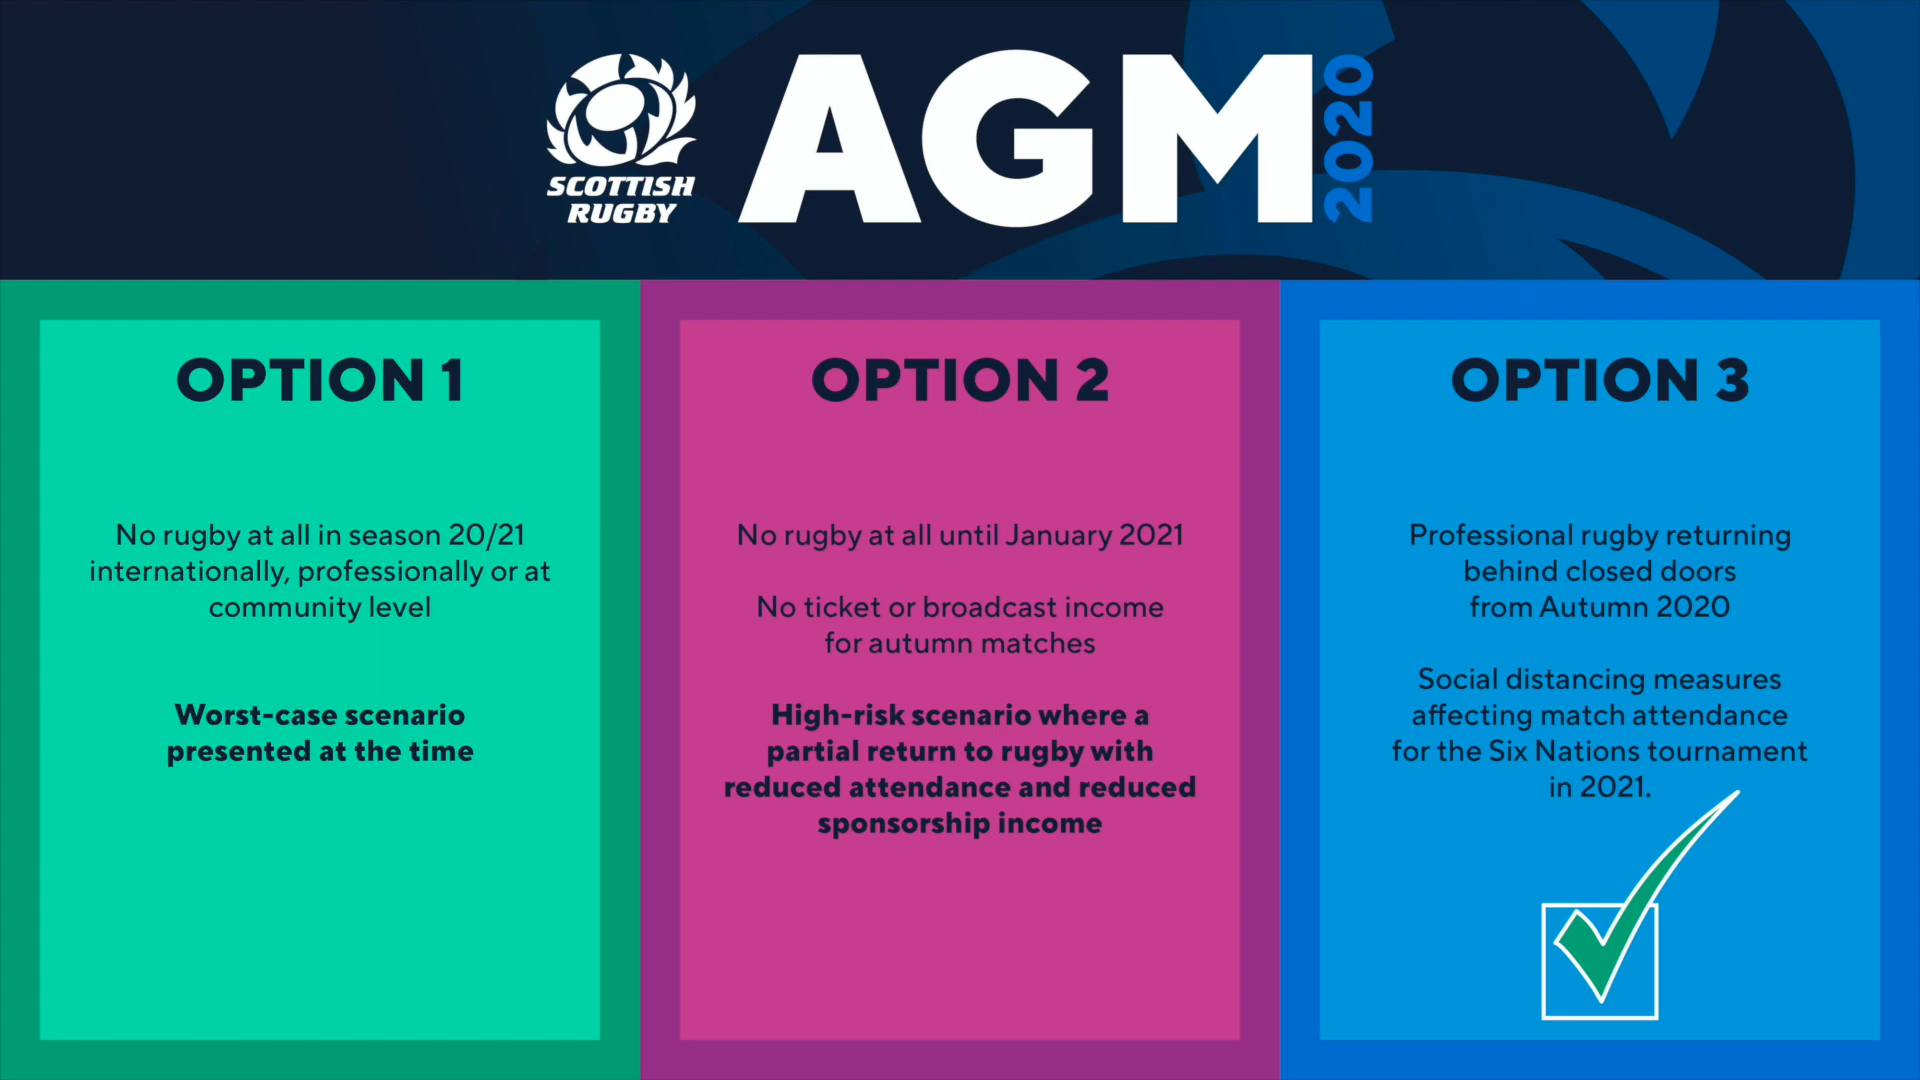 SCOTTISH
RUGBY
AGM
2020
OPTION 1
No rugby at all in season 20/21
internationally, professionally or at
community level
Worst-case scenario
presented at the time
OPTION 2
No rugby at all until January 2021
No ticket or broadcast income
for autumn matches
High-risk scenario where a
partial return to rugby with
reduced attendance and reduced
sponsorship income
OPTION 3
Professional rugby returning
behind closed doors
from Autumn 2020
Social distancing measures
affecting match attendance
for the Six Nations tournament
in 2021.